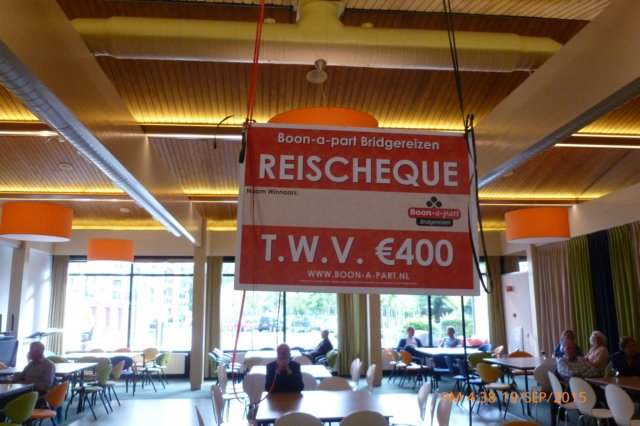 Boon-a-part Bridgereizen
REISCHEQUE
Naam Winnaars:
Boon-a-part
Bridgereizen
T.W.V. €400
WWW.BOON-A-PART.NL
PM 4:38 19/SEP/2015